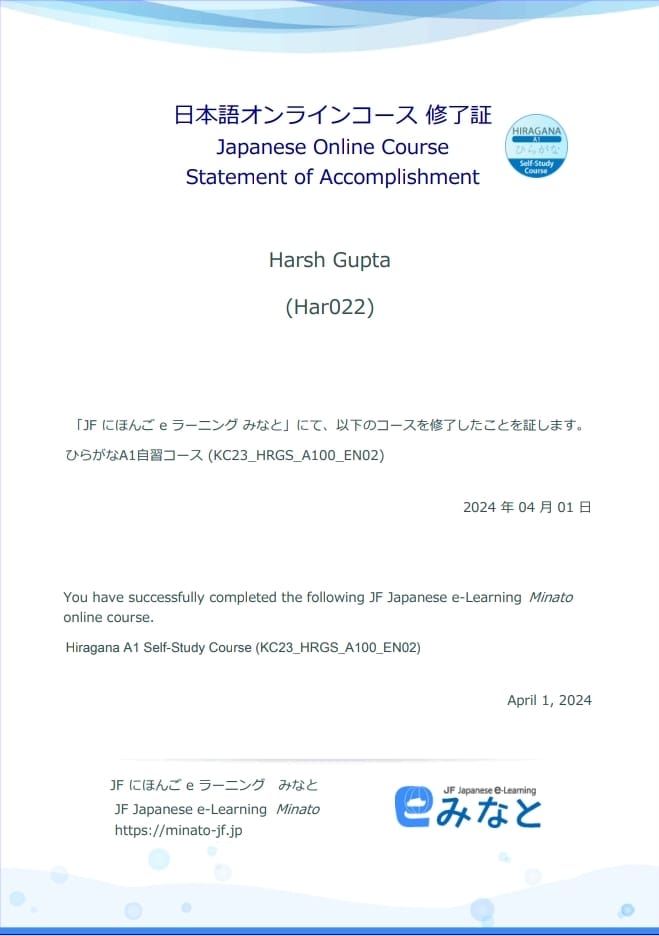 日本語オンラインコース 修了証
Japanese Online Course
Statement of Accomplishment
HIRAGANA
A1
ひらがな
Self-Study
Course
Harsh Gupta
(Har022)
「JF にほんご e ラーニング みなと」にて、以下のコースを修了したことを証します。
ひらがなA1自習コース (KC23_HRGS_A100_EN02)
2024 年 04 月 01 日
You have successfully completed the following JF Japanese e-Learning Minato
online course.
Hiragana A1 Self-Study Course (KC23_HRGS_A100_EN02)
April 1, 2024
JF にほんご e ラーニング みなと
JF Japanese e-Learning Minato
https://minato-jf.jp
JF Japanese e-Learning
みなと